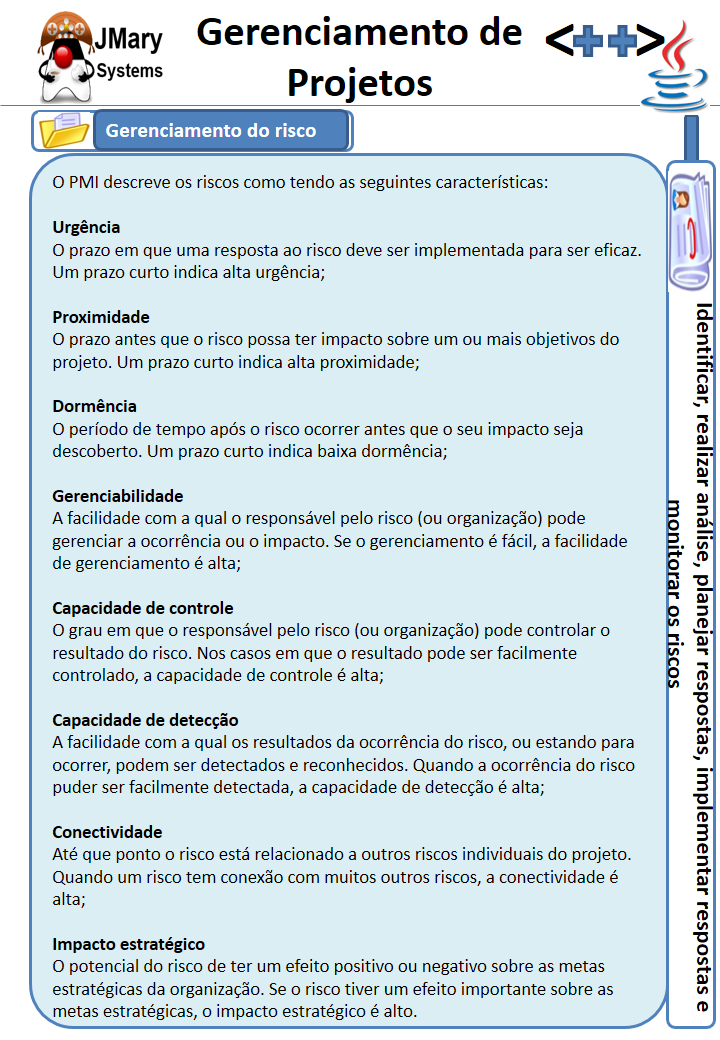 JMary
Systems
Gerenciamento de
Projetos
<++>
Gerenciamento do risco
O PMI descreve os riscos como tendo as seguintes características:
Urgência
O prazo em que uma resposta ao risco deve ser implementada para ser eficaz.
Um prazo curto indica alta urgência;
Proximidade
O prazo antes que o risco possa ter impacto sobre um ou mais objetivos do
projeto. Um prazo curto indica alta proximidade;
Dormência
O período de tempo após o risco ocorrer antes que o seu impacto seja
descoberto. Um prazo curto indica baixa dormência;
Gerenciabilidade
A facilidade com a qual o responsável pelo risco (ou organização) pode
gerenciar a ocorrência ou o impacto. Se o gerenciamento é fácil, a facilidade
de gerenciamento é alta;
Capacidade de controle
O grau em que o responsável pelo risco (ou organização) pode controlar o
resultado do risco. Nos casos em que o resultado pode ser facilmente
controlado, a capacidade de controle é alta;
Capacidade de detecção
A facilidade com a qual os resultados da ocorrência do risco, ou estando para
ocorrer, podem ser detectados e reconhecidos. Quando a ocorrência do risco
puder ser facilmente detectada, a capacidade de detecção é alta;
Conectividade
Até que ponto o risco está relacionado a outros riscos individuais do projeto.
Quando um risco tem conexão com muitos outros riscos, a conectividade é
alta;
Impacto estratégico
O potencial do risco de ter um efeito positivo ou negativo sobre as metas
estratégicas da organização. Se o risco tiver um efeito importante sobre as
metas estratégicas, o impacto estratégico é alto.
Identificar, realizar análise, planejar respostas, implementar respostas e
monitorar os riscos